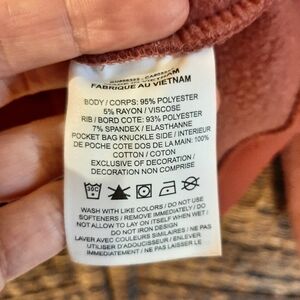 FABRIQUE AU VIETNAM
BODY / CORPS: 95% POLYESTER
5% RAYON / VISCOSE
RIB / BORD COTE: 93% POLYESTER
7% SPANDEX / ELASTHANNE
POCKET BAG KNUCKLE SIDE / INTERIEUR
DE POCHE COTE DOS DE LA MAIN: 100%
COTTON / COTON
EXCLUSIVE OF DECORATION /
DECORATION NON COMPRISE
WASH WITH LIKE COLORS / DO NOT USE
SOFTENERS / REMOVE IMMEDIATELY / DO
NOT ALLOW TO LAY ON ITSELF WHEN WET /
DO NOT IRON DESIGN
LAVER AVEC COULEURS SIMILAIRES / NE PAS
UTILISER D'ADOUCISSEUR / ENLEVER
IMMEDIATEMENT / NE PAS LAISSER LE